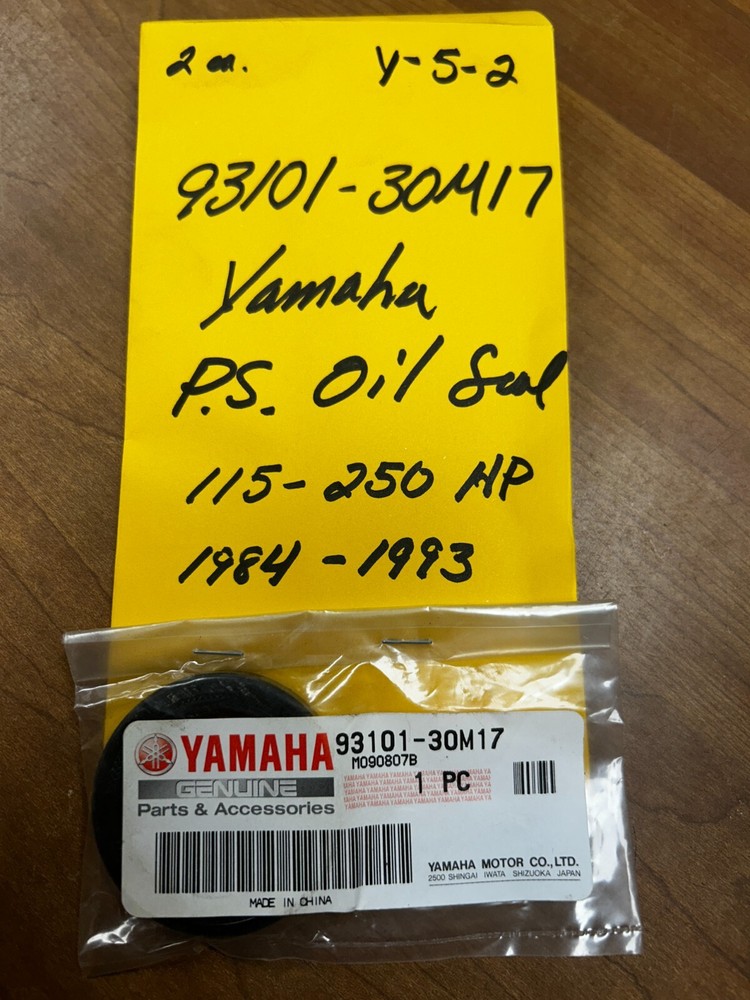 2 ea. Y-5-2
93101-30M17
Yamaha
P.S. Oil Seal
115-250 HP
1984-1993
YAMAHA 93101-30M17
M090807B
GENUINE 1 PC
Parts & Accessories
YAMAHA MOTOR CO.,LTD.
2500 SHINGAI IWATA SHIZUOKA JAPAN
MADE IN CHINA